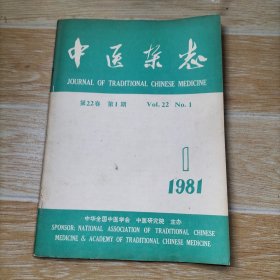 中医杂志
JOURNAL OF TRADITIONAL CHINESE MEDICINE
第22卷 第1期 Vol. 22 No. 1
1
1981
中华全国中医学会 中医研究院 主办
SPONSOR: NATIONAL ASSOCIATION OF TRADITIONAL CHINESE
MEDICINE & ACADEMY OF TRADITIONAL CHINESE MEDICINE